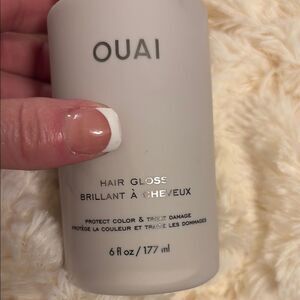 OUAI
HAIR GLOSS
BRILLANT À CHEVEUX
PROTECT COLOR & TREAT DAMAGE
PROTÈGE LA COULEUR ET TRAITE LES DOMMAGES
6 fl oz / 177 ml